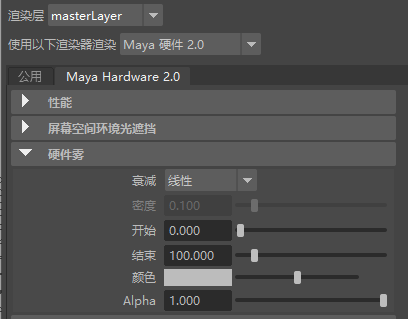 渲染层 masterLayer
使用以下渲染器渲染 Maya 硬件 2.0
公用 Maya Hardware 2.0
性能
屏幕空间环境光遮挡
硬件雾
衰减 线性
密度 0.100
开始 0.000
结束 100.000
颜色
Alpha 1.000